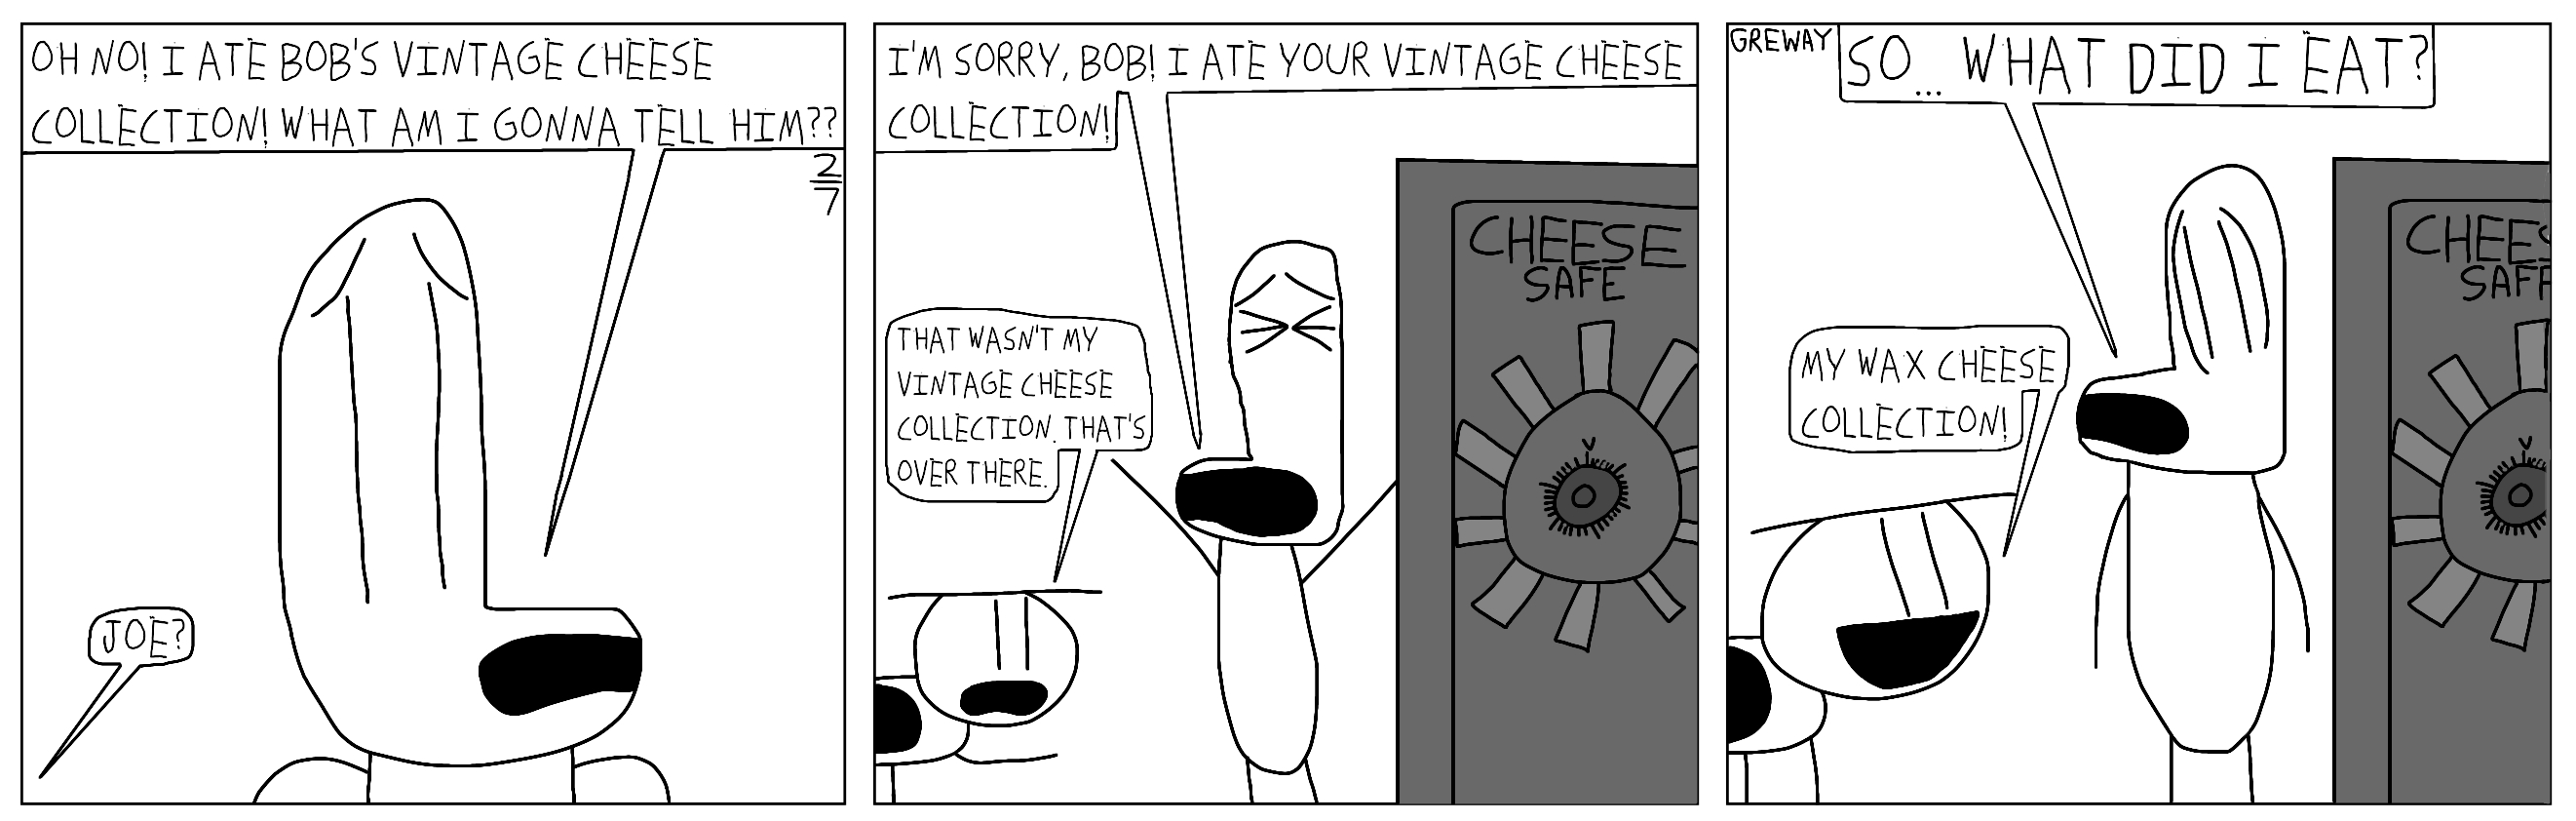 OH NO! I ATE BOB'S VINTAGE CHEESE
COLLECTION! WHAT AM I GONNA TELL HIM??
2
7
JOE?
I'M SORRY, BOB! I ATE YOUR VINTAGE CHEESE
COLLECTION!
THAT WASN'T MY
VINTAGE CHEESE
COLLECTION. THAT'S
OVER THERE.
CHEESE
SAFE
GREWAY
SO... WHAT DID I EAT?
MY WAX CHEESE
COLLECTION!
CHEES
SAF